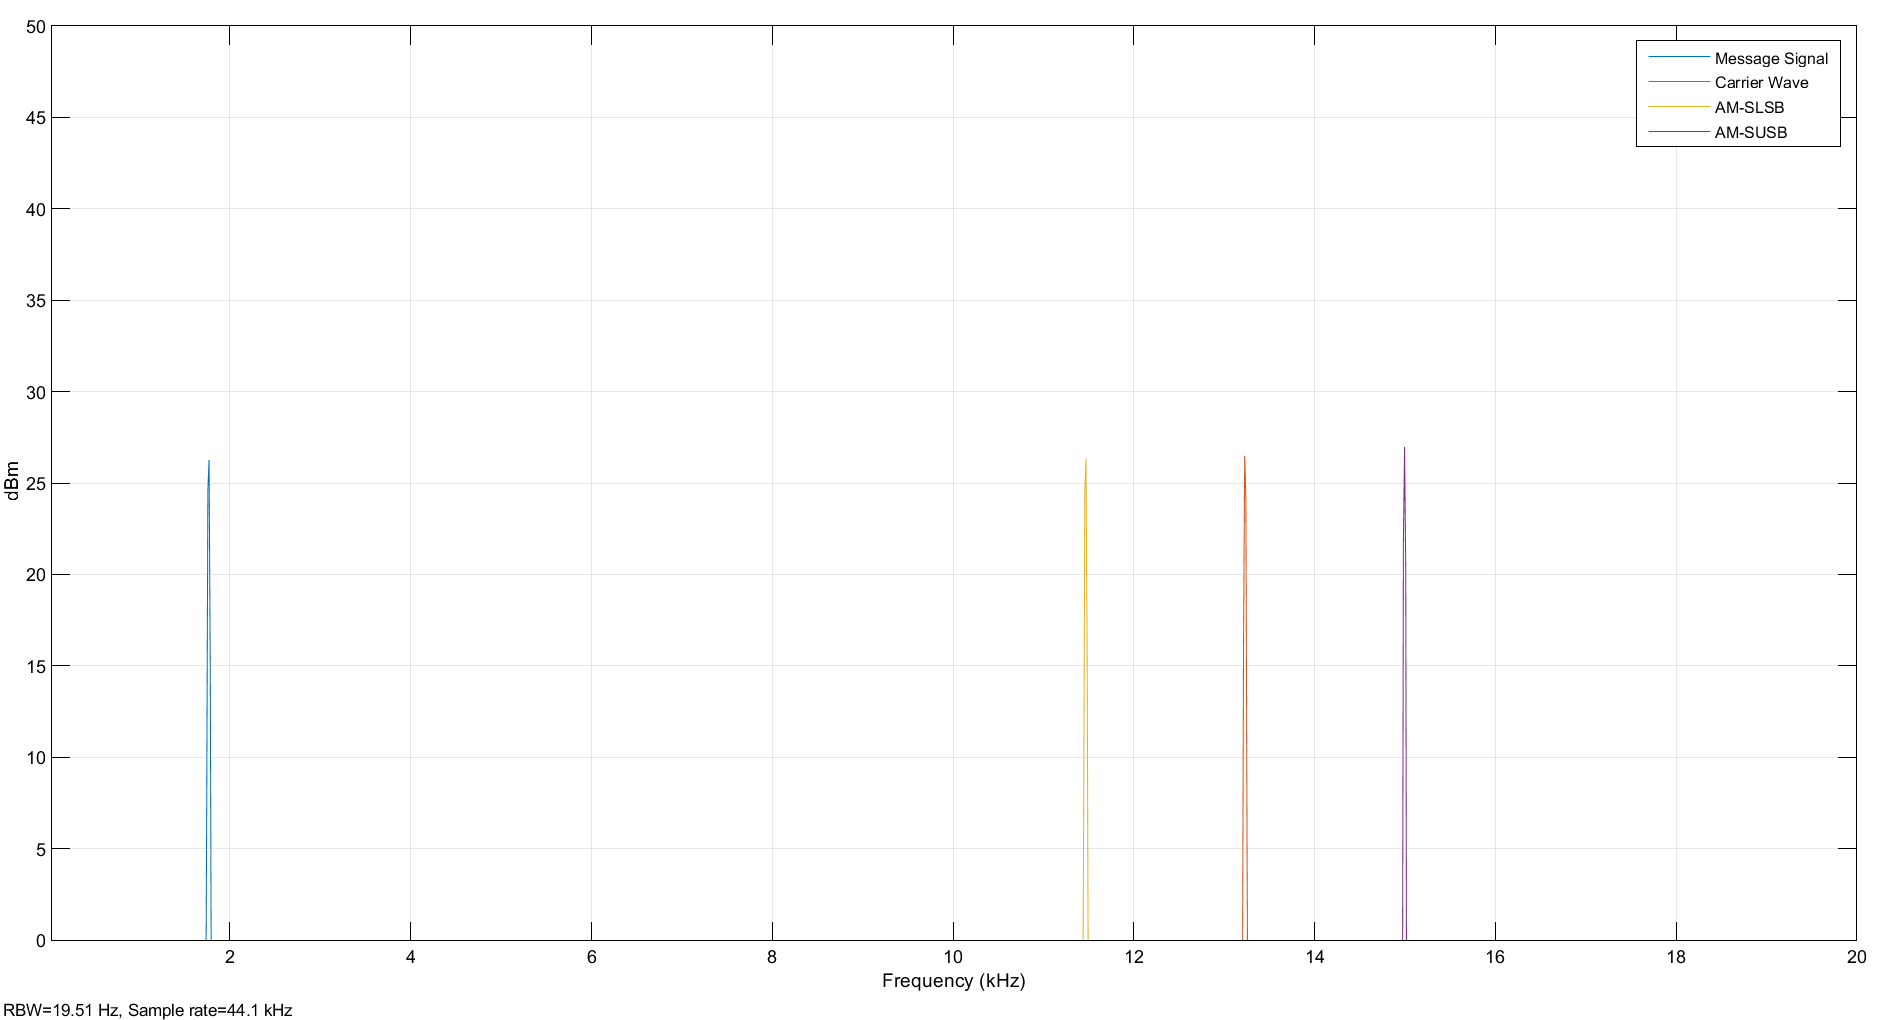 50
45
40
35
30
25
20
15
10
5
0
dBm
Message Signal
Carrier Wave
AM-SLSB
AM-SUSB
2 4 6 8 10 12 14 16 18 20
Frequency (kHz)
RBW=19.51 Hz, Sample rate=44.1 kHz